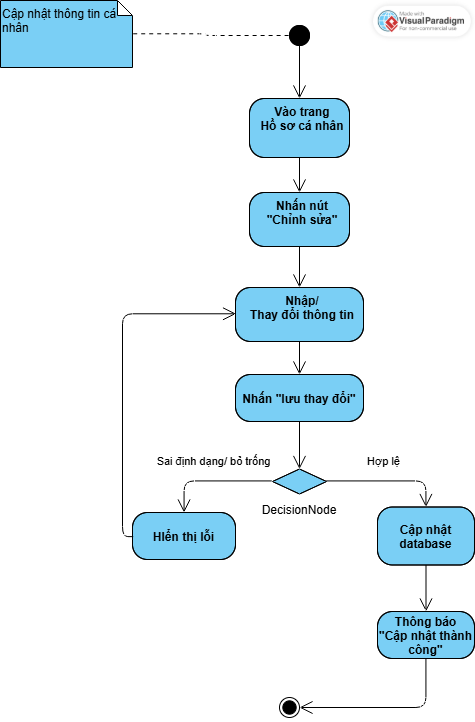 Cập nhật thông tin cá
nhân
Made with
VisualParadigm
For non-commercial use
Vào trang
Hồ sơ cá nhân
Nhấn nút
"Chỉnh sửa"
Nhập/
Thay đổi thông tin
Nhấn "lưu thay đổi"
Sai định dạng/ bỏ trống
Hợp lệ
DecisionNode
HIển thị lỗi
Cập nhật
database
Thông báo
"Cập nhật thành
công"